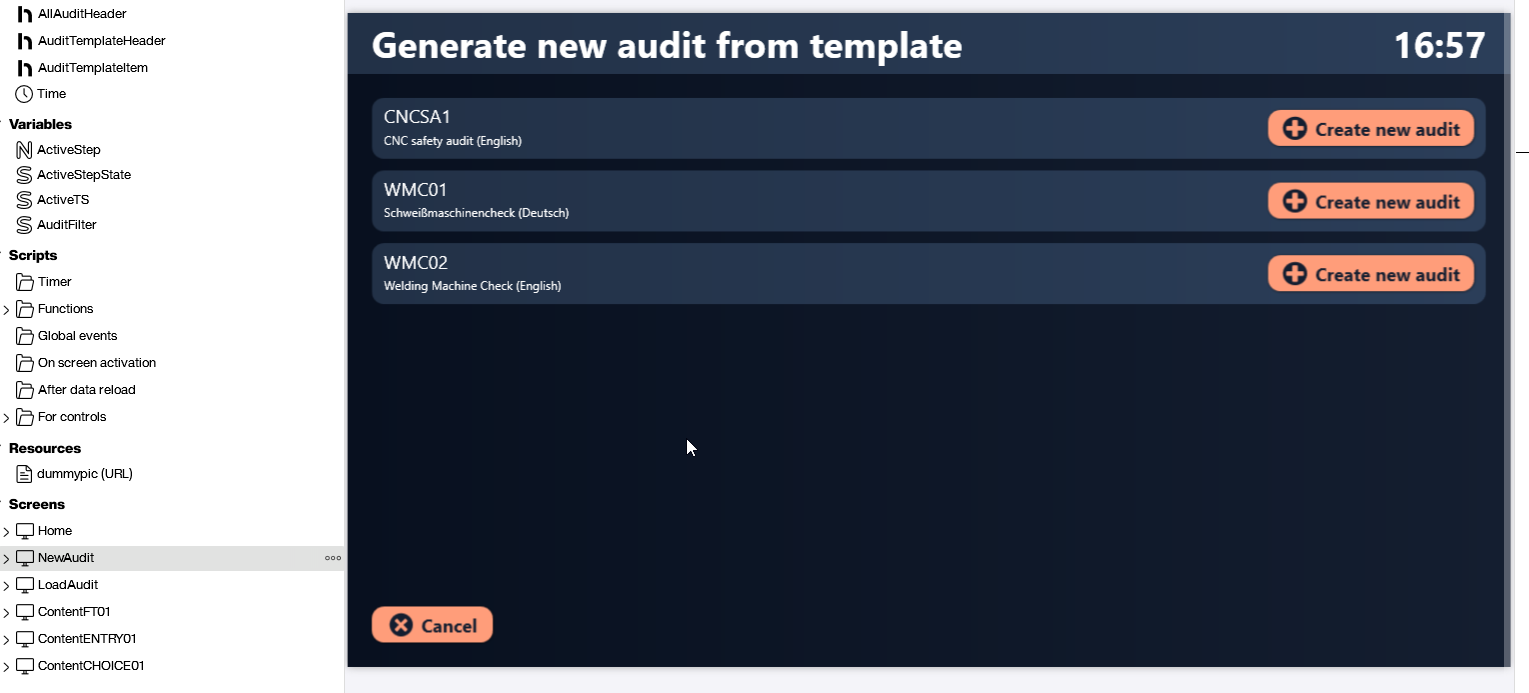 AllAuditHeader
AuditTemplateHeader
AuditTemplateItem
Time
Variables
ActiveStep
ActiveStepState
ActiveTS
AuditFilter
Scripts
Timer
Functions
Global events
On screen activation
After data reload
For controls
Resources
dummypic (URL)
Screens
Home
NewAudit
LoadAudit
ContentFT01
ContentENTRY01
ContentCHOICE01
Generate new audit from template 16:57
CNCSA1
CNC safety audit (English)
Create new audit
WMC01
Schweißmaschinencheck (Deutsch)
Create new audit
WMC02
Welding Machine Check (English)
Create new audit
Cancel